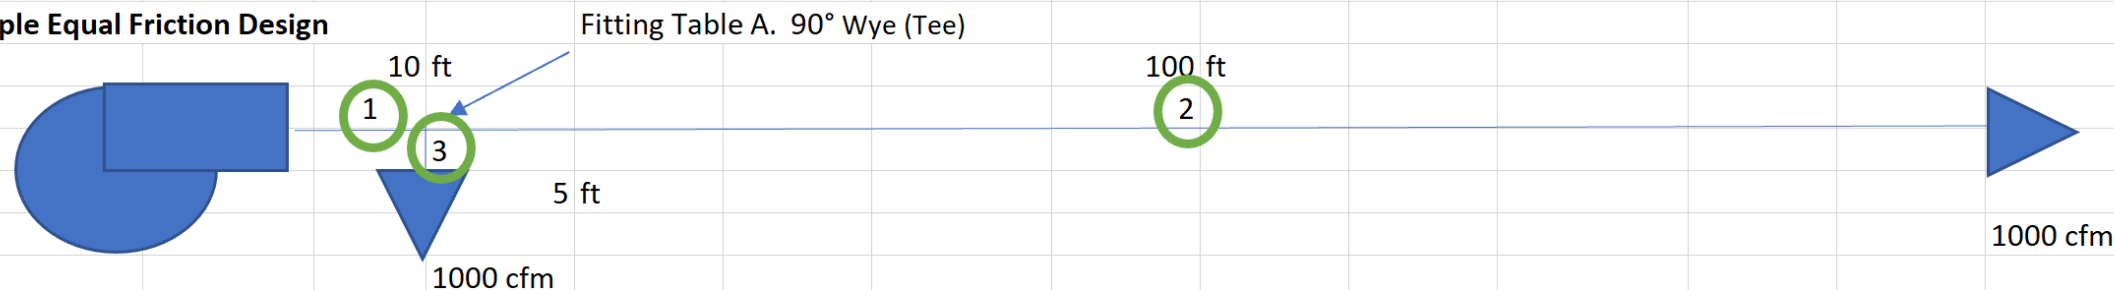 ple Equal Friction Design
Fitting Table A. 90° Wye (Tee)
10 ft
100 ft
1
2
3
5 ft
1000 cfm
1000 cfm